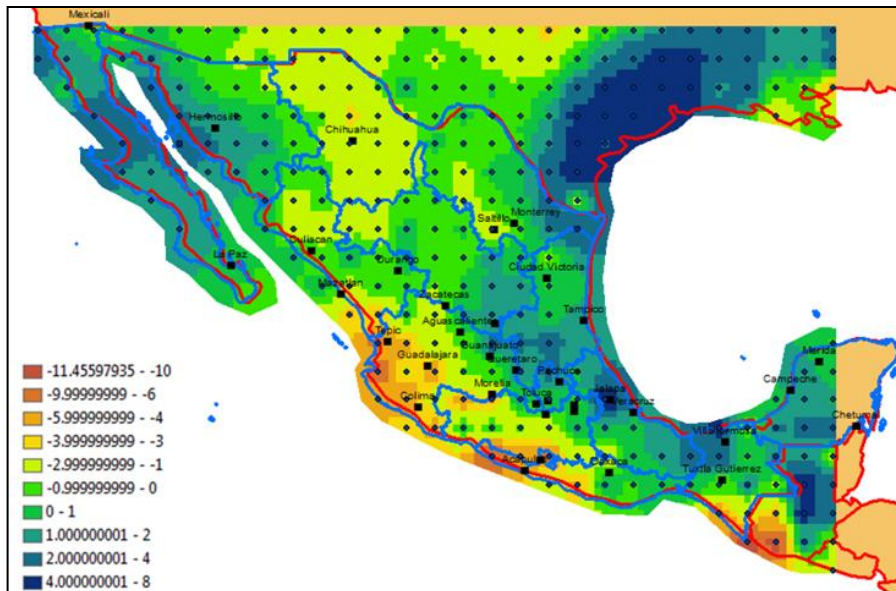 Mexicali
Hermosillo
Chihuahua
Saltillo
Monterrey
Culiacan
La Paz
Durango
Ciudad Victoria
Mazatlan
Zacatecas
Tampico
Aguascalientes
Tepic
Guanajuato
Queretaro
Guadalajara
Merida
Pachuca
Morelia
Campeche
Colima
Toluca
Jalapa
Veracruz
Chetumal
Villahermosa
Acapulco
Oaxaca
Tuxtla Gutierrez
-11.45597935 - -10
-9.99999999 - -6
-5.999999999 - -4
-3.999999999 - -3
-2.999999999 - -1
-0.999999999 - 0
0 - 1
1.000000001 - 2
2.000000001 - 4
4.000000001 - 8